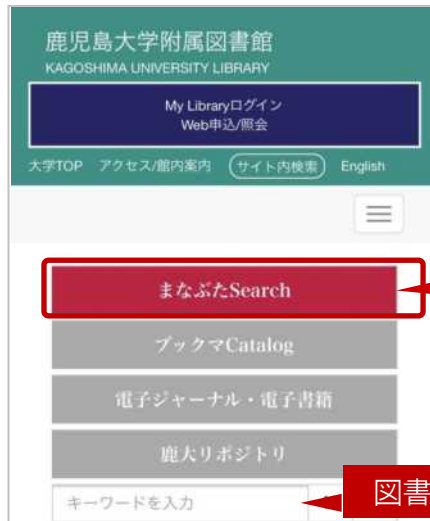 鹿児島大学附属図書館
KAGOSHIMA UNIVERSITY LIBRARY
My Libraryログイン
Web申込/照会
大学TOP アクセス/館内案内 サイト内検索 English
まなぶたSearch
ブックマCatalog
電子ジャーナル・電子書籍
鹿大リポジトリ
キーワードを入力
図書